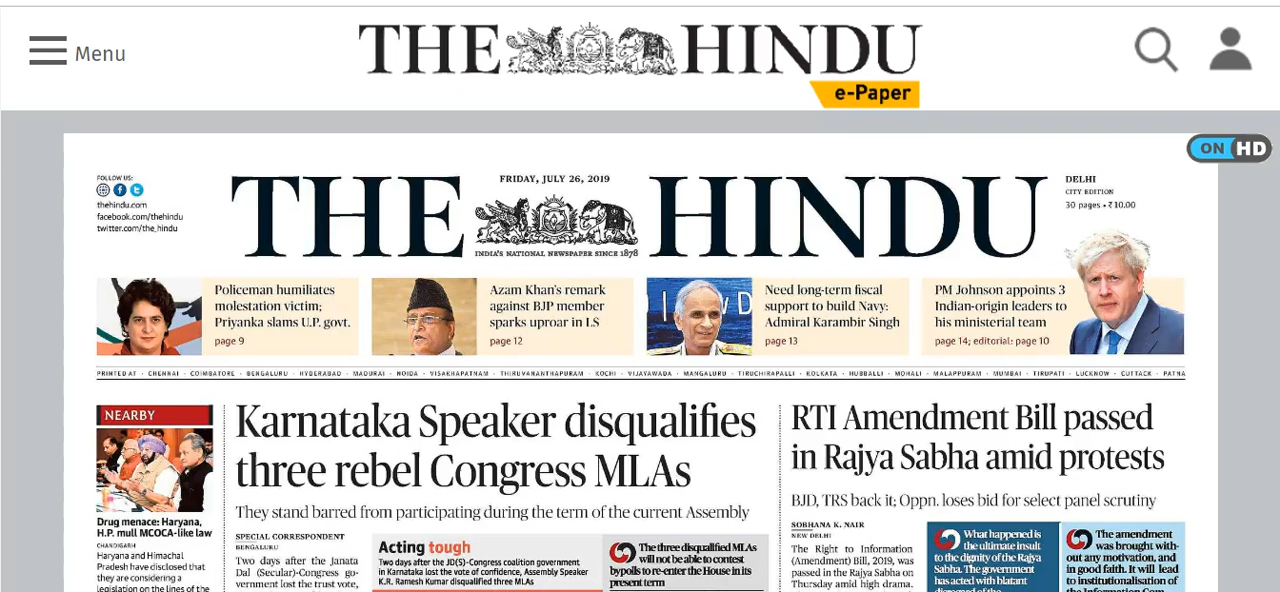 Menu
THE HINDU
e-Paper
ON HD
FOLLOW US:
thehindu.com
facebook.com/thehindu
twitter.com/the_hindu
FRIDAY, JULY 26, 2019
THE HINDU
INDIA'S NATIONAL NEWSPAPER SINCE 1878
DELHI
CITY EDITION
30 pages • ₹10.00
Policeman humiliates
molestation victim;
Priyanka slams U.P. govt.
page 9
Azam Khan's remark
against BJP member
sparks uproar in LS
page 12
Need long-term fiscal
support to build Navy:
Admiral Karambir Singh
page 13
PM Johnson appoints 3
Indian-origin leaders to
his ministerial team
page 14; editorial: page 10
PRINTED AT • CHENNAI • COIMBATORE • BENGALURU • HYDERABAD • MADURAI • NOIDA • VISAKHAPATNAM • THIRUVANANTHAPURAM • KOCHI • VIJAYAWADA • MANGALURU • TIRUCHIRAPALLI • KOLKATA • HUBBALLI • MOHALI • MALAPPURAM • MUMBAI • TIRUPATI • LUCKNOW • CUTTACK • PATNA
NEARBY
Drug menace: Haryana,
H.P. mull MCOCA-like law
CHANDIGARH
Haryana and Himachal
Pradesh have disclosed that
they are considering a
legislation on the lines of the
Karnataka Speaker disqualifies
three rebel Congress MLAs
They stand barred from participating during the term of the current Assembly
SPECIAL CORRESPONDENT
BENGALURU
Two days after the Janata
Dal (Secular)-Congress go-
vernment lost the trust vote,
Acting tough
Two days after the JD(S)-Congress coalition government
in Karnataka lost the vote of confidence, Assembly Speaker
K.R. Ramesh Kumar disqualified three MLAs
The three disqualified MLAs
will not be able to contest
bypolls to re-enter the House in its
present term
RTI Amendment Bill passed
in Rajya Sabha amid protests
BJD, TRS back it; Oppn. loses bid for select panel scrutiny
SOBHANA K. NAIR
NEW DELHI
The Right to Information
(Amendment) Bill, 2019, was
passed in the Rajya Sabha on
Thursday amid high drama.
What happened is
the ultimate insult
to the dignity of the Rajya
Sabha. The government
has acted with blatant
disregard of the
The amendment
was brought with-
out any motivation, and
in good faith. It will lead
to institutionalisation of
the Information Com